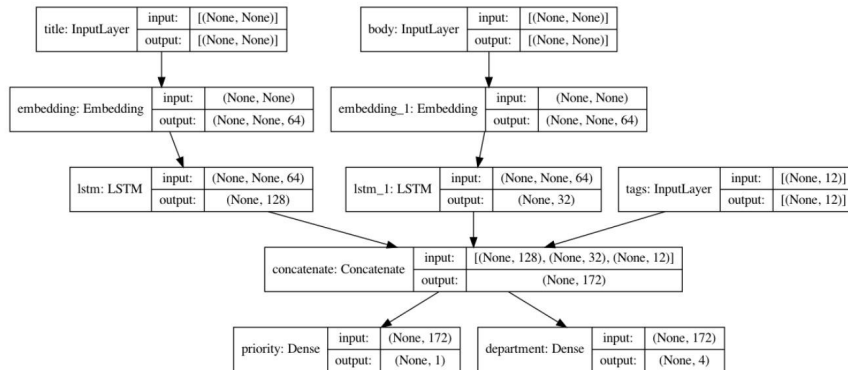 title: InputLayer input: [(None, None)]
output: [(None, None)]
body: InputLayer input: [(None, None)]
output: [(None, None)]
embedding: Embedding input: (None, None)
output: (None, None, 64)
embedding_1: Embedding input: (None, None)
output: (None, None, 64)
lstm: LSTM input: (None, None, 64)
output: (None, 128)
lstm_1: LSTM input: (None, None, 64)
output: (None, 32)
tags: InputLayer input: [(None, 12)]
output: [(None, 12)]
concatenate: Concatenate input: [(None, 128), (None, 32), (None, 12)]
output: (None, 172)
priority: Dense input: (None, 172)
output: (None, 1)
department: Dense input: (None, 172)
output: (None, 4)